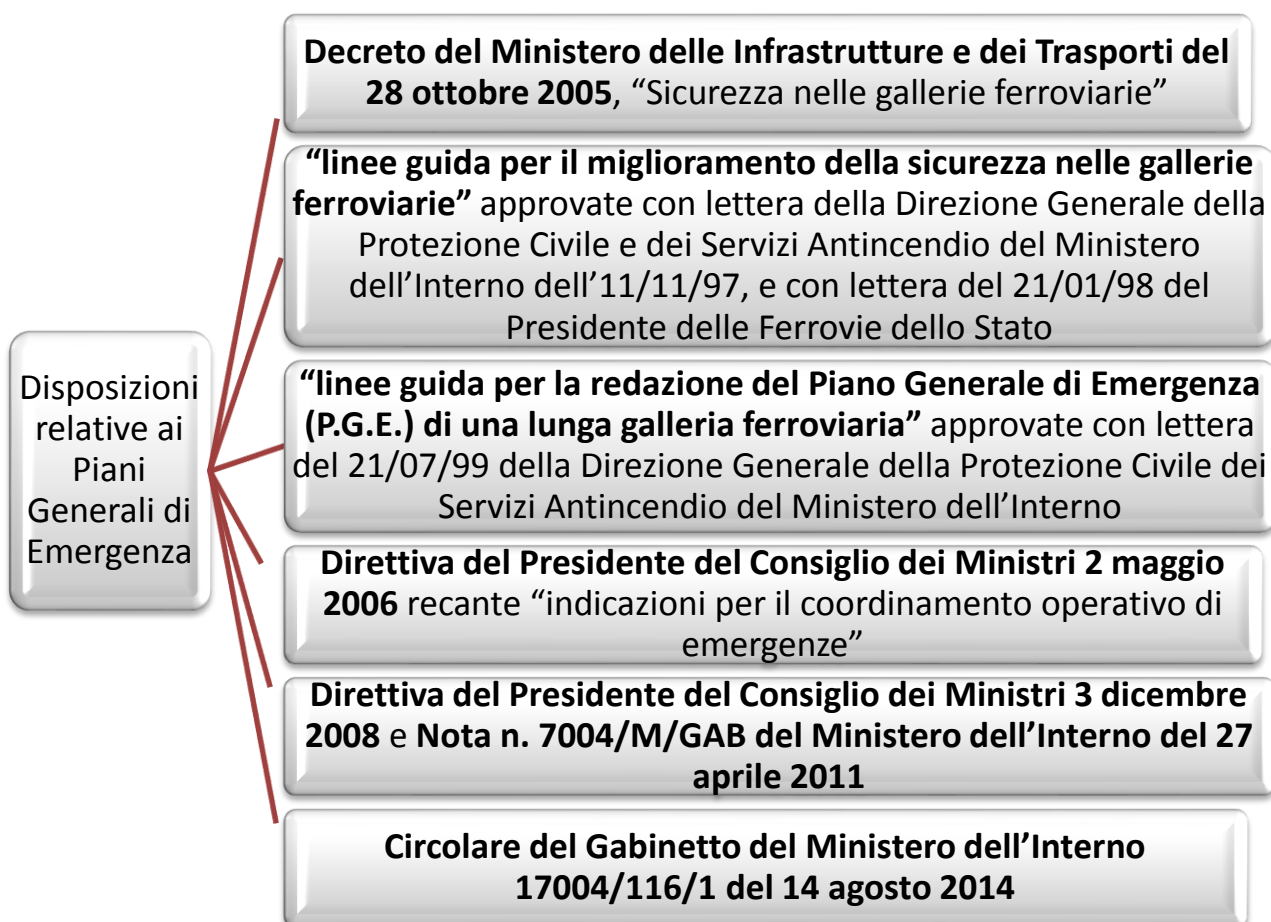 Decreto del Ministero delle Infrastrutture e dei Trasporti del
28 ottobre 2005, “Sicurezza nelle gallerie ferroviarie”
“linee guida per il miglioramento della sicurezza nelle gallerie
ferroviarie” approvate con lettera della Direzione Generale della
Protezione Civile e dei Servizi Antincendio del Ministero
dell’Interno dell’11/11/97, e con lettera del 21/01/98 del
Presidente delle Ferrovie dello Stato
Disposizioni
relative ai
Piani
Generali di
Emergenza
“linee guida per la redazione del Piano Generale di Emergenza
(P.G.E.) di una lunga galleria ferroviaria” approvate con lettera
del 21/07/99 della Direzione Generale della Protezione Civile dei
Servizi Antincendio del Ministero dell’Interno
Direttiva del Presidente del Consiglio dei Ministri 2 maggio
2006 recante “indicazioni per il coordinamento operativo di
emergenze”
Direttiva del Presidente del Consiglio dei Ministri 3 dicembre
2008 e Nota n. 7004/M/GAB del Ministero dell’Interno del 27
aprile 2011
Circolare del Gabinetto del Ministero dell’Interno
17004/116/1 del 14 agosto 2014